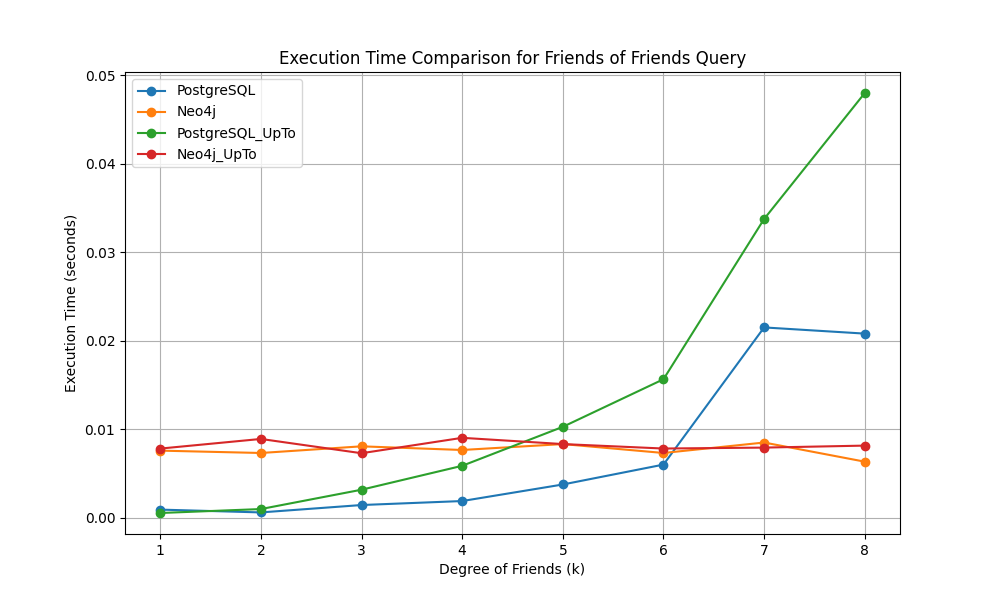 Execution Time Comparison for Friends of Friends Query
PostgreSQL
Neo4j
PostgreSQL_UpTo
Neo4j_UpTo
Execution Time (seconds)
0.05
0.04
0.03
0.02
0.01
0.00
1 2 3 4 5 6 7 8
Degree of Friends (k)